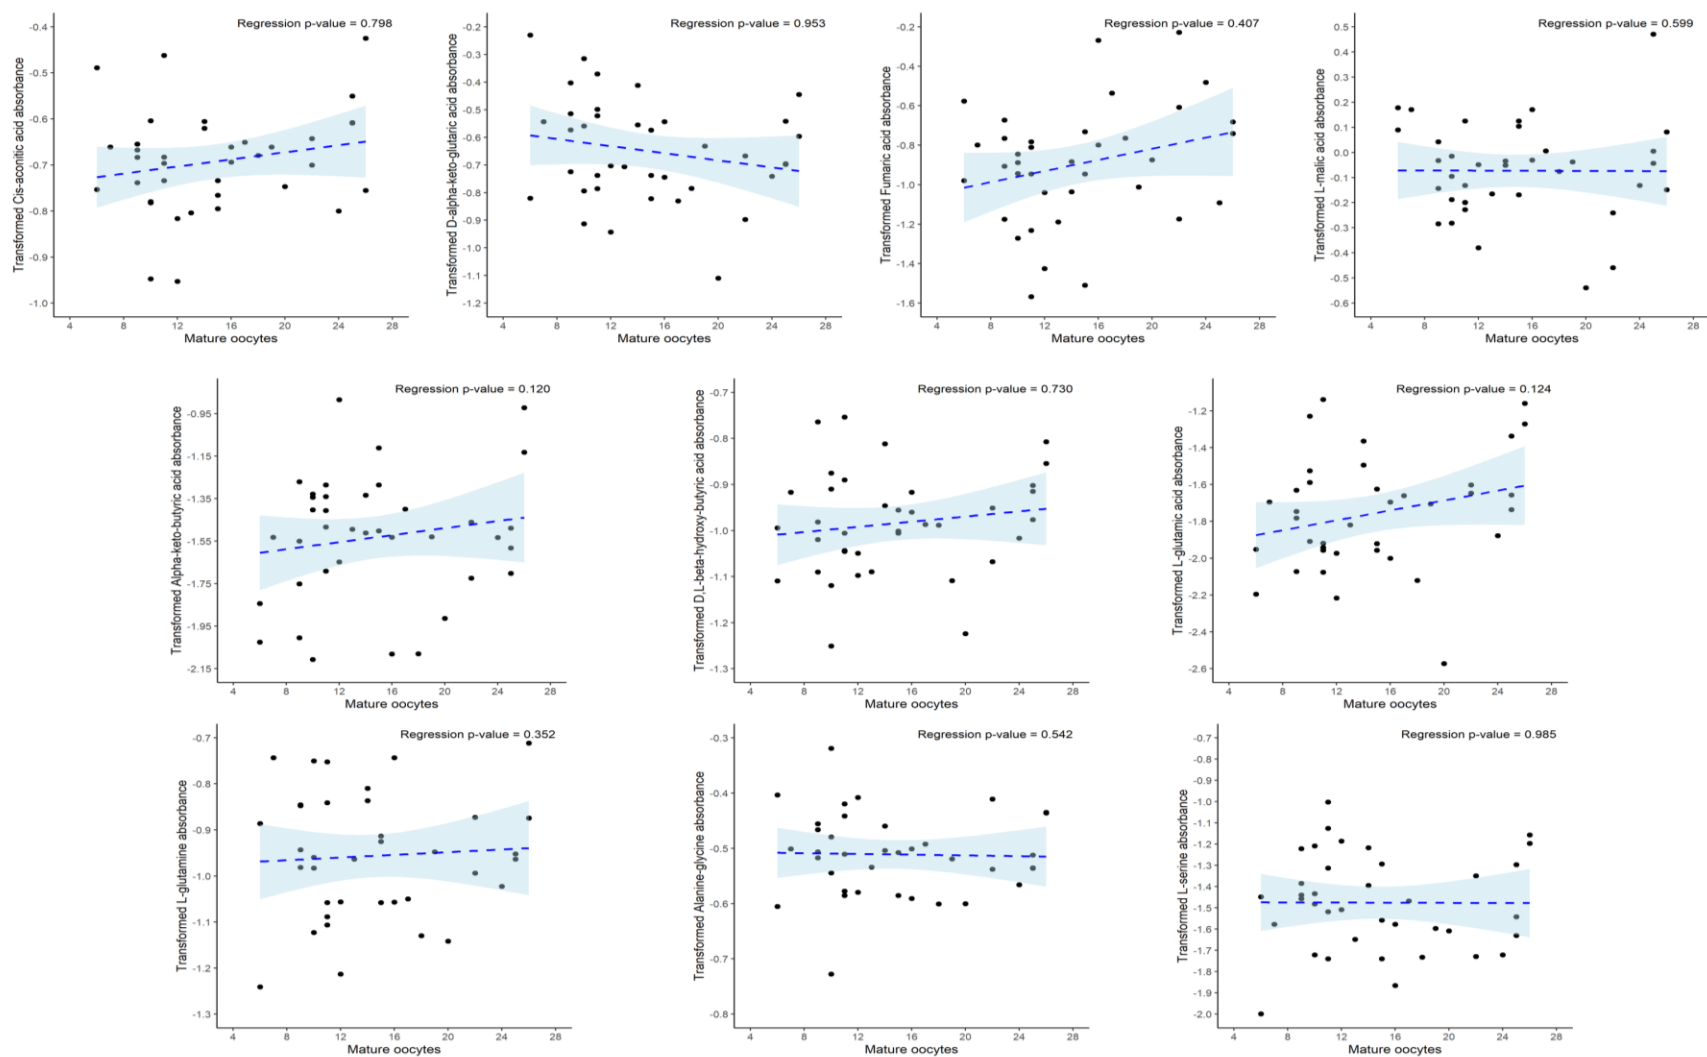 Regression p-value = 0.798
Transformed Cis-aconitic acid absorbance
-0.4
-0.5
-0.6
-0.7
-0.8
-0.9
-1.0
4 8 12 16 20 24 28
Mature oocytes
Regression p-value = 0.953
Transformed D-alpha-keto-glutaric acid absorbance
-0.2
-0.3
-0.4
-0.5
-0.6
-0.7
-0.8
-0.9
-1.0
-1.1
-1.2
4 8 12 16 20 24 28
Mature oocytes
Regression p-value = 0.407
Transformed Fumaric acid absorbance
-0.2
-0.4
-0.6
-0.8
-1.0
-1.2
-1.4
-1.6
4 8 12 16 20 24 28
Mature oocytes
Regression p-value = 0.599
Transformed L-malic acid absorbance
0.5
0.4
0.3
0.2
0.1
0.0
-0.1
-0.2
-0.3
-0.4
-0.5
-0.6
4 8 12 16 20 24 28
Mature oocytes
Regression p-value = 0.120
Transformed Alpha-keto-butyric acid absorbance
-0.95
-1.15
-1.35
-1.55
-1.75
-1.95
-2.15
4 8 12 16 20 24 28
Mature oocytes
Regression p-value = 0.730
Transformed D,L-beta-hydroxy-butyric acid absorbance
-0.7
-0.8
-0.9
-1.0
-1.1
-1.2
-1.3
4 8 12 16 20 24 28
Mature oocytes
Regression p-value = 0.124
Transformed L-glutamic acid absorbance
-1.2
-1.4
-1.6
-1.8
-2.0
-2.2
-2.4
-2.6
4 8 12 16 20 24 28
Mature oocytes
Regression p-value = 0.352
Transformed L-glutamine absorbance
-0.7
-0.8
-0.9
-1.0
-1.1
-1.2
-1.3
4 8 12 16 20 24 28
Mature oocytes
Regression p-value = 0.542
Transformed Alanine-glycine absorbance
-0.3
-0.4
-0.5
-0.6
-0.7
-0.8
4 8 12 16 20 24 28
Mature oocytes
Regression p-value = 0.985
Transformed L-serine absorbance
-0.7
-0.8
-0.9
-1.0
-1.1
-1.2
-1.3
-1.4
-1.5
-1.6
-1.7
-1.8
-1.9
-2.0
4 8 12 16 20 24 28
Mature oocytes